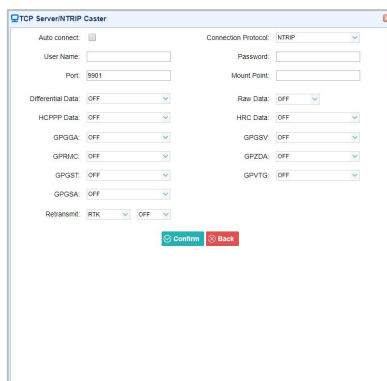 TCP Server/NTRIP Caster
Auto connect: Connection Protocol: NTRIP
User Name: Password:
Port: 9901 Mount Point:
Differential Data: OFF Raw Data: OFF
HCPPP Data: OFF HRC Data: OFF
GPGGA: OFF GPGSV: OFF
GPRMC: OFF GPZDA: OFF
GPGST: OFF GPVTG: OFF
GPGSA: OFF
Retransmit: RTK OFF
Confirm Back